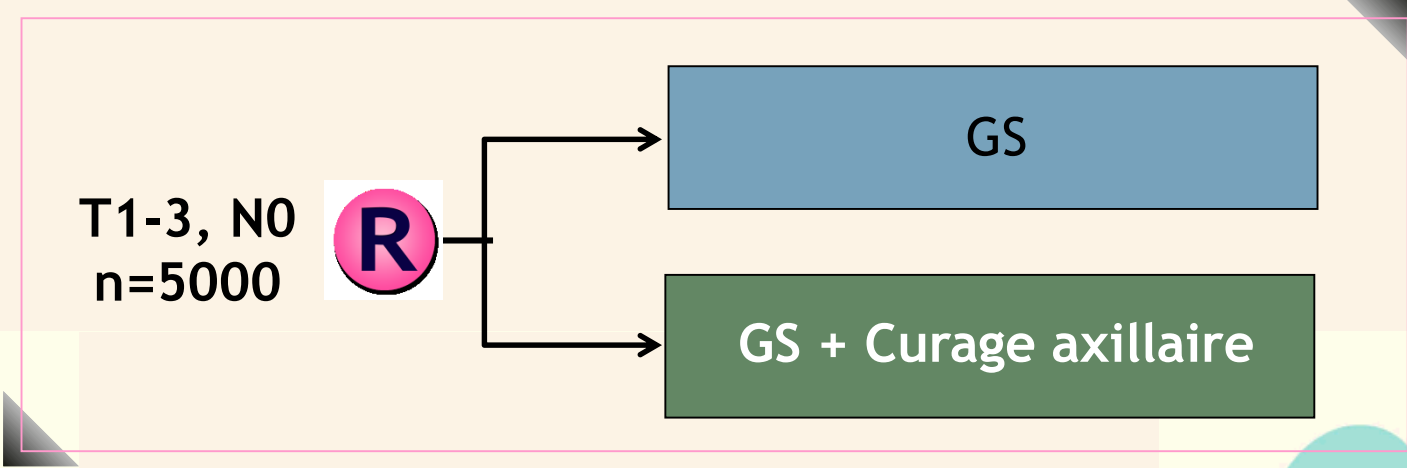 T1-3, N0
n=5000
R
GS
GS + Curage axillaire